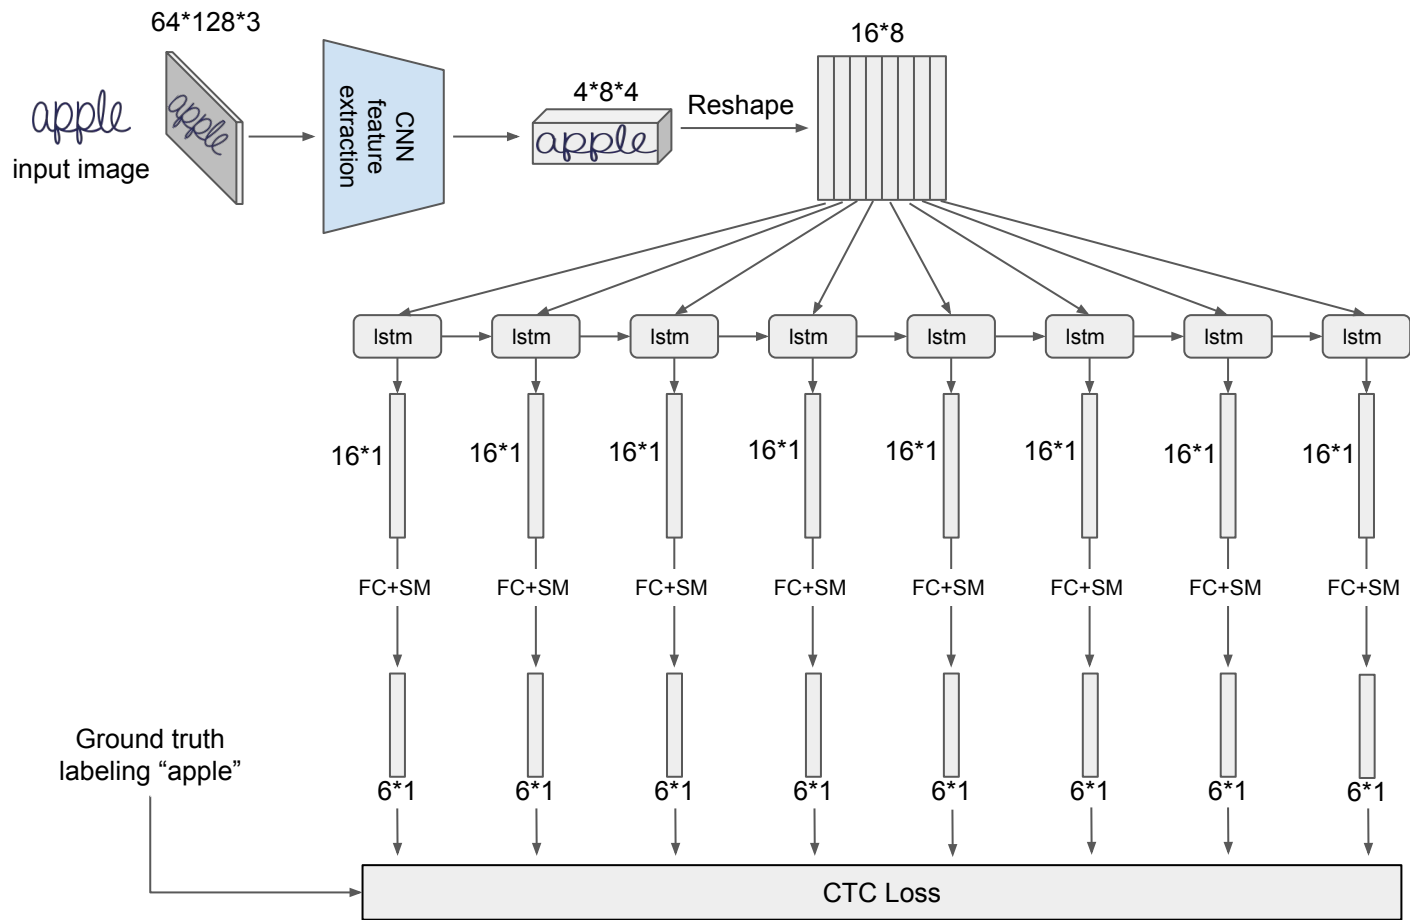 64*128*3
apple
input image
apple
CNN
feature
extraction
4*8*4
apple
Reshape
16*8
lstm lstm lstm lstm lstm lstm lstm lstm
16*1 16*1 16*1 16*1 16*1 16*1 16*1 16*1
FC+SM FC+SM FC+SM FC+SM FC+SM FC+SM FC+SM FC+SM
Ground truth
labeling “apple”
6*1 6*1 6*1 6*1 6*1 6*1 6*1 6*1
CTC Loss